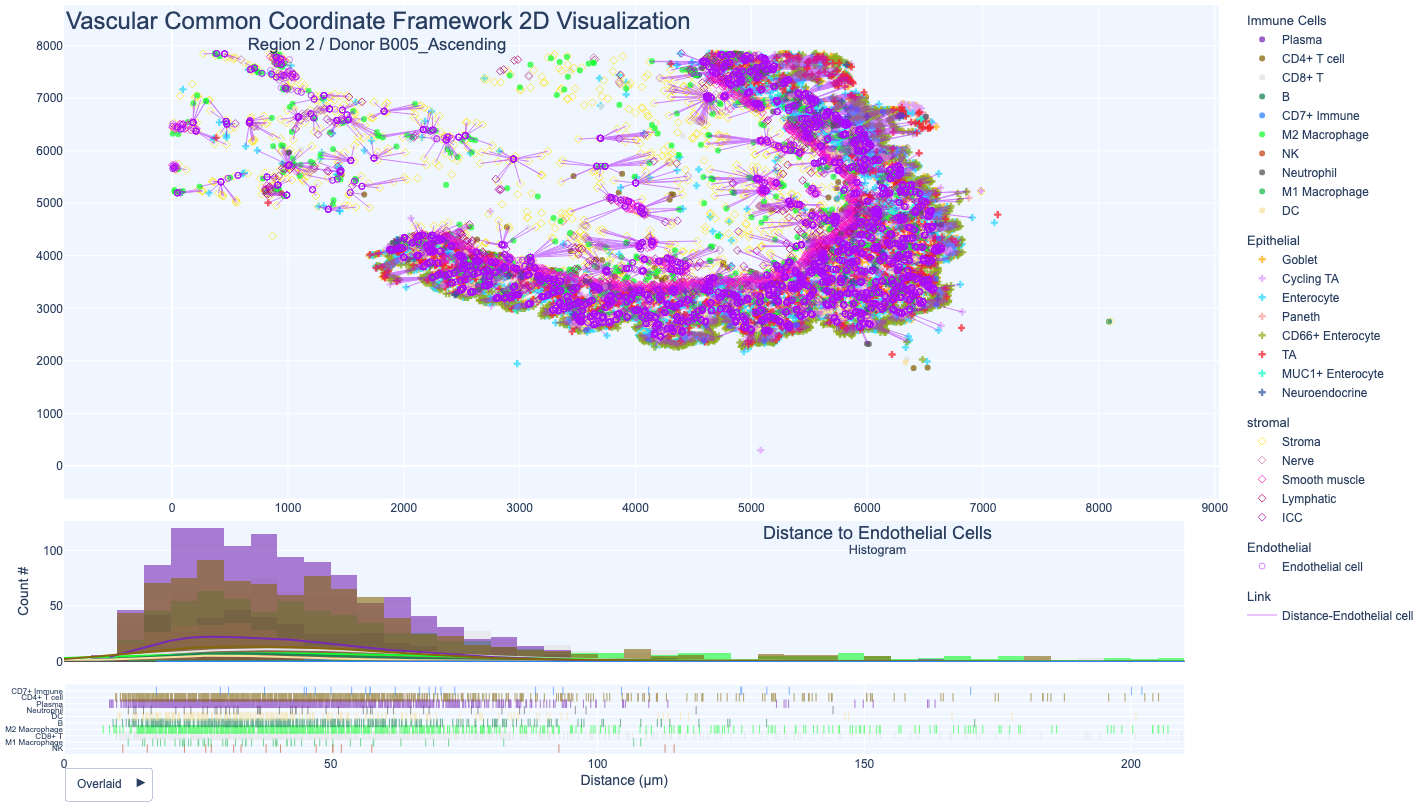 Vascular Common Coordinate Framework 2D Visualization
Region 2 / Donor B005_Ascending
8000
7000
6000
5000
4000
3000
2000
1000
0
0 1000 2000 3000 4000 5000 6000 7000 8000 9000
Immune Cells
Plasma
CD4+ T cell
CD8+ T
B
CD7+ Immune
M2 Macrophage
NK
Neutrophil
M1 Macrophage
DC
Epithelial
Goblet
Cycling TA
Enterocyte
Paneth
CD66+ Enterocyte
TA
MUC1+ Enterocyte
Neuroendocrine
stromal
Stroma
Nerve
Smooth muscle
Lymphatic
ICC
Endothelial
Endothelial cell
Link
Distance-Endothelial cell
Distance to Endothelial Cells
Histogram
Count #
100
50
0
CD7+ Immune
CD4+ T cell
Plasma
Neutrophil
DC
B
M2 Macrophage
CD8+ T
M1 Macrophage
NK
0 50 100 150 200
Distance (μm)
Overlaid ▶